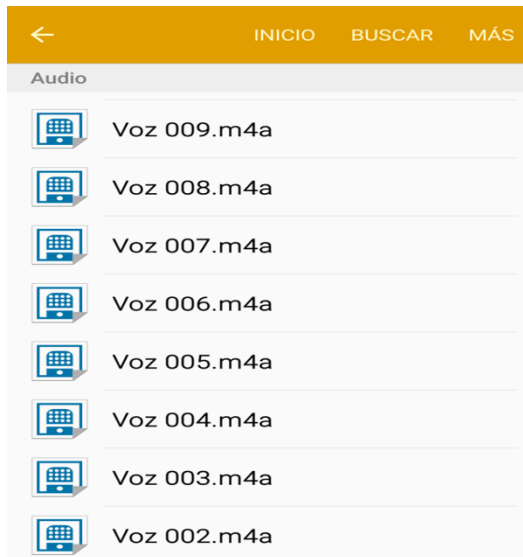 INICIO BUSCAR MÁS
Audio
Voz 009.m4a
Voz 008.m4a
Voz 007.m4a
Voz 006.m4a
Voz 005.m4a
Voz 004.m4a
Voz 003.m4a
Voz 002.m4a